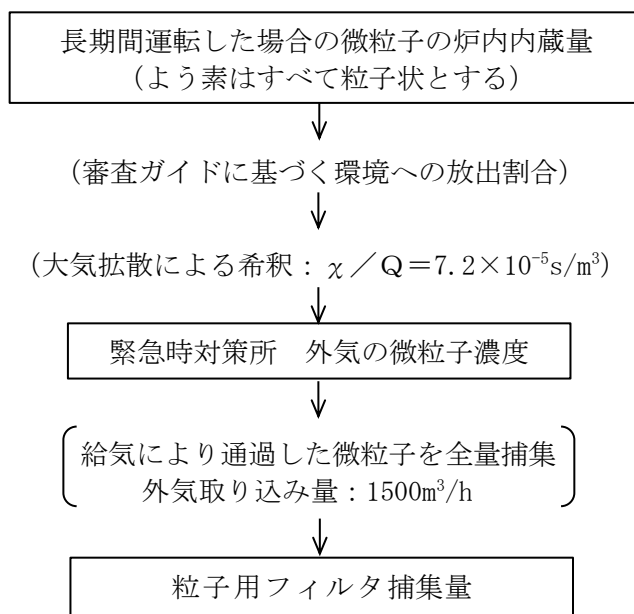 長期間運転した場合の微粒子の炉内内蔵量
（よう素はすべて粒子状とする）
（審査ガイドに基づく環境への放出割合）
（大気拡散による希釈：χ／Q＝7.2×10⁻⁵s/m³）
緊急時対策所　外気の微粒子濃度
給気により通過した微粒子を全量捕集
外気取り込み量：1500m³/h
粒子用フィルタ捕集量